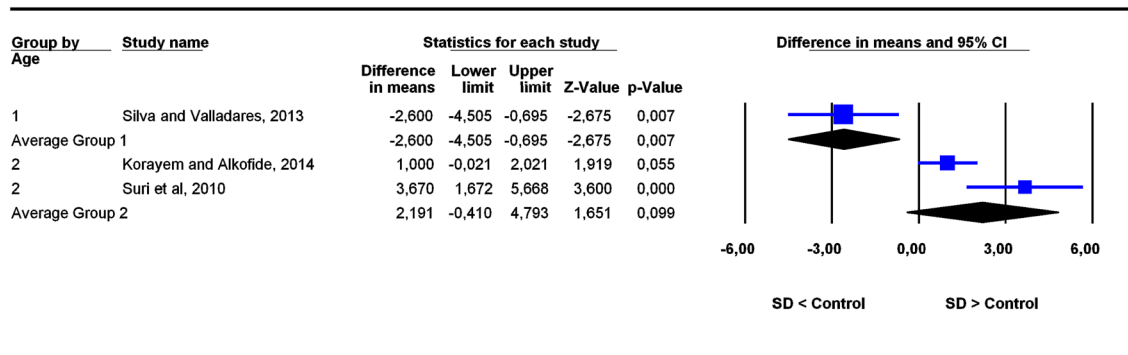 Group by Study name Statistics for each study Difference in means and 95% CI
Age
Difference Lower Upper
in means limit limit Z-Value p-Value
1 Silva and Valladares, 2013 -2,600 -4,505 -0,695 -2,675 0,007
Average Group 1 -2,600 -4,505 -0,695 -2,675 0,007
2 Korayem and Alkofide, 2014 1,000 -0,021 2,021 1,919 0,055
2 Suri et al, 2010 3,670 1,672 5,668 3,600 0,000
Average Group 2 2,191 -0,410 4,793 1,651 0,099
-6,00 -3,00 0,00 3,00 6,00
SD < Control SD > Control